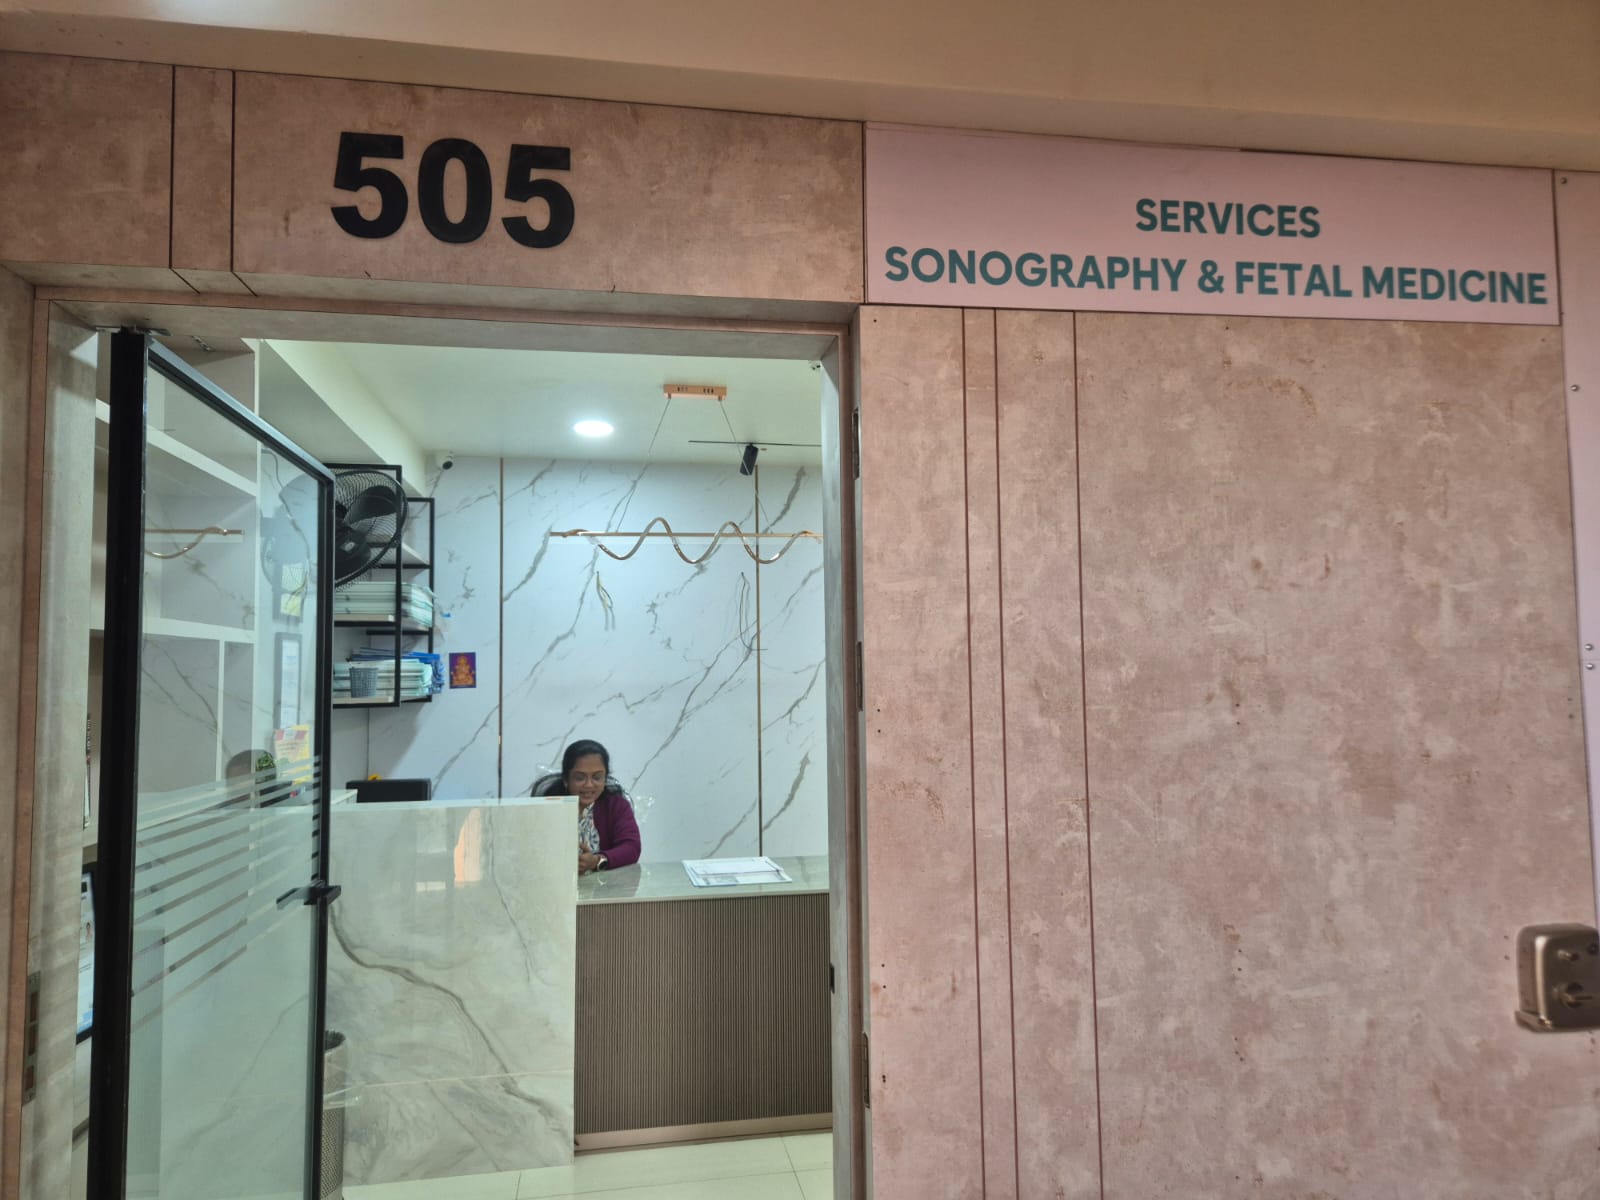 505
SERVICES
SONOGRAPHY & FETAL MEDICINE